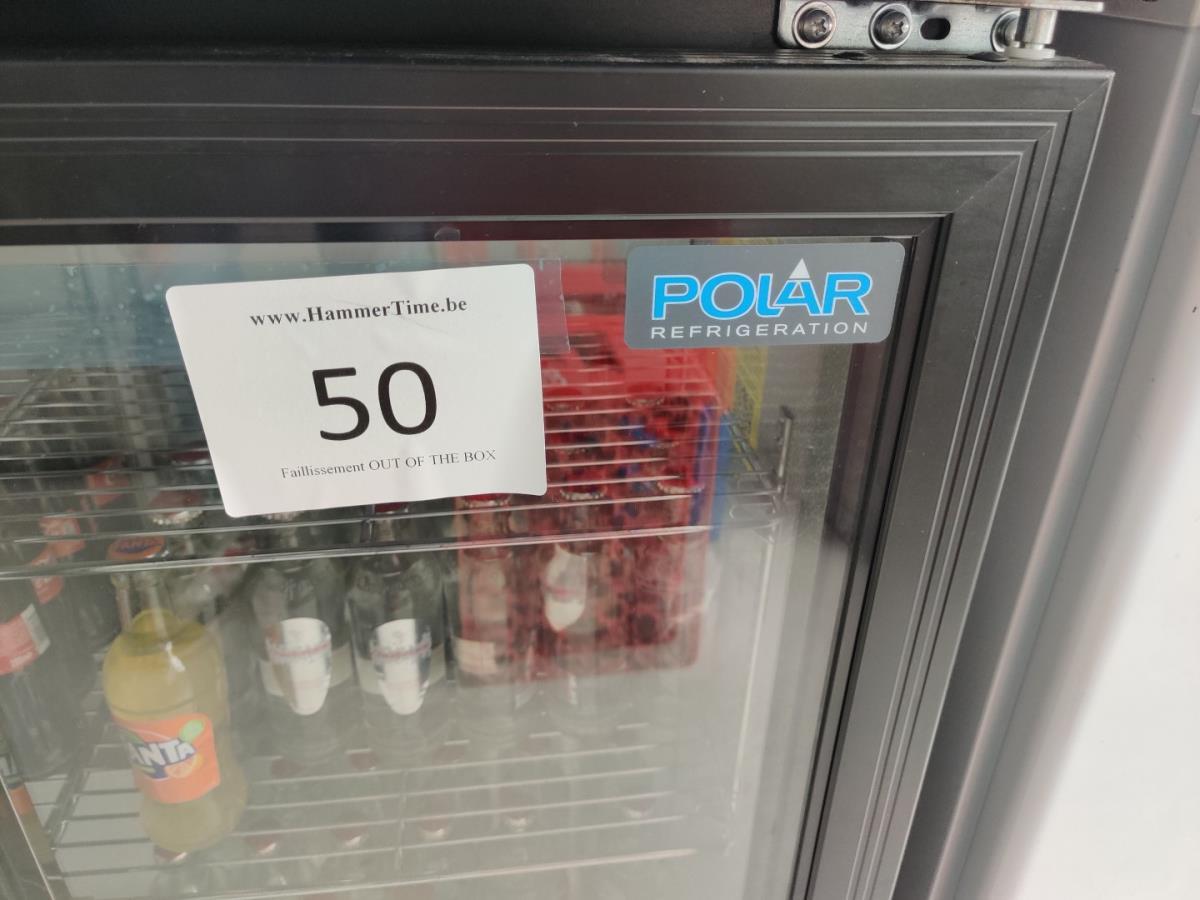 www.HammerTime.be
50
Faillissement OUT OF THE BOX
POLAR
REFRIGERATION
FANTA